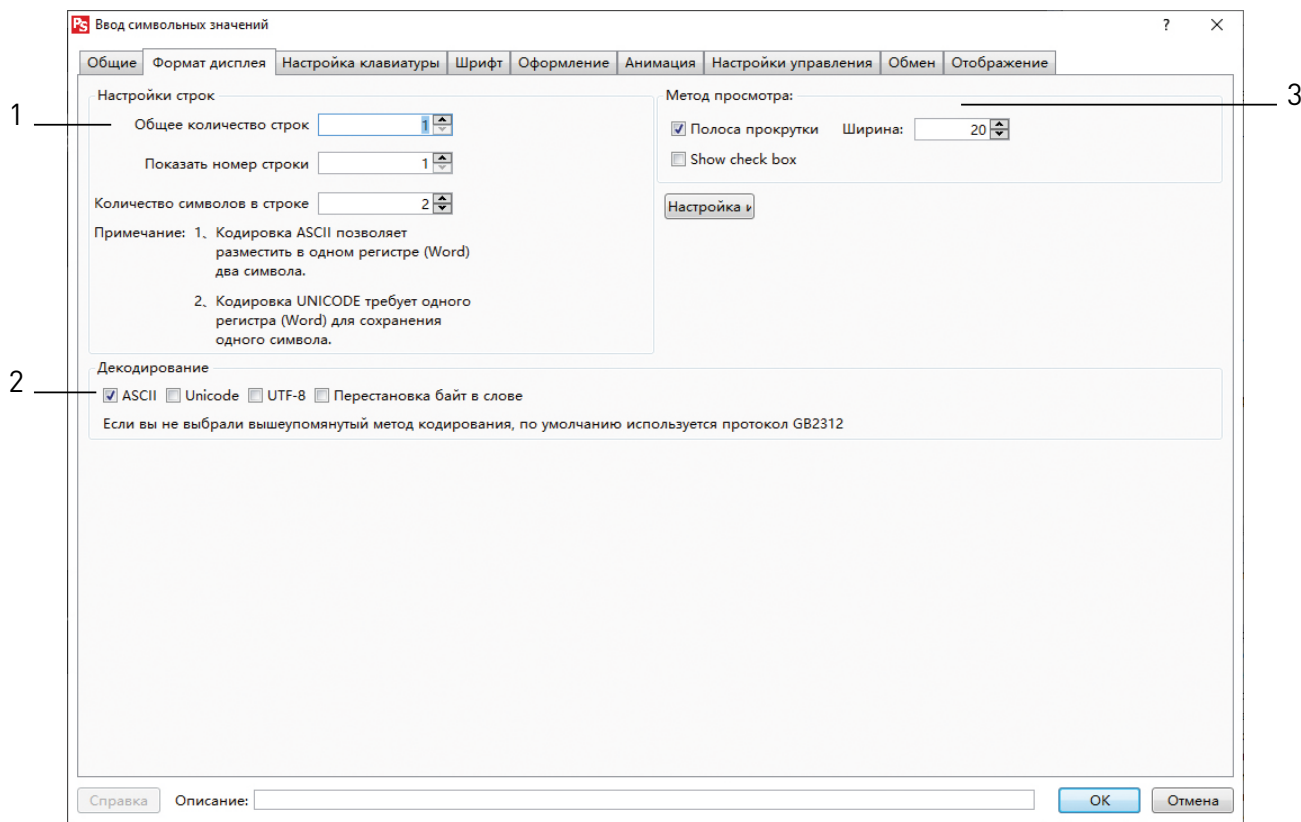 PS Ввод символьных значений ? ×
Общие Формат дисплея Настройка клавиатуры Шрифт Оформление Анимация Настройки управления Обмен Отображение
Настройки строк
1
Общее количество строк 1
Показать номер строки 1
Количество символов в строке 2
Примечание: 1、Кодировка ASCII позволяет
разместить в одном регистре (Word)
два символа.
2、Кодировка UNICODE требует одного
регистра (Word) для сохранения
одного символа.
Метод просмотра:
3
Полоса прокрутки Ширина: 20
Show check box
Настройка и
Декодирование
2
ASCII Unicode UTF-8 Перестановка байт в слове
Если вы не выбрали вышеупомянутый метод кодирования, по умолчанию используется протокол GB2312
Справка Описание: OK Отмена